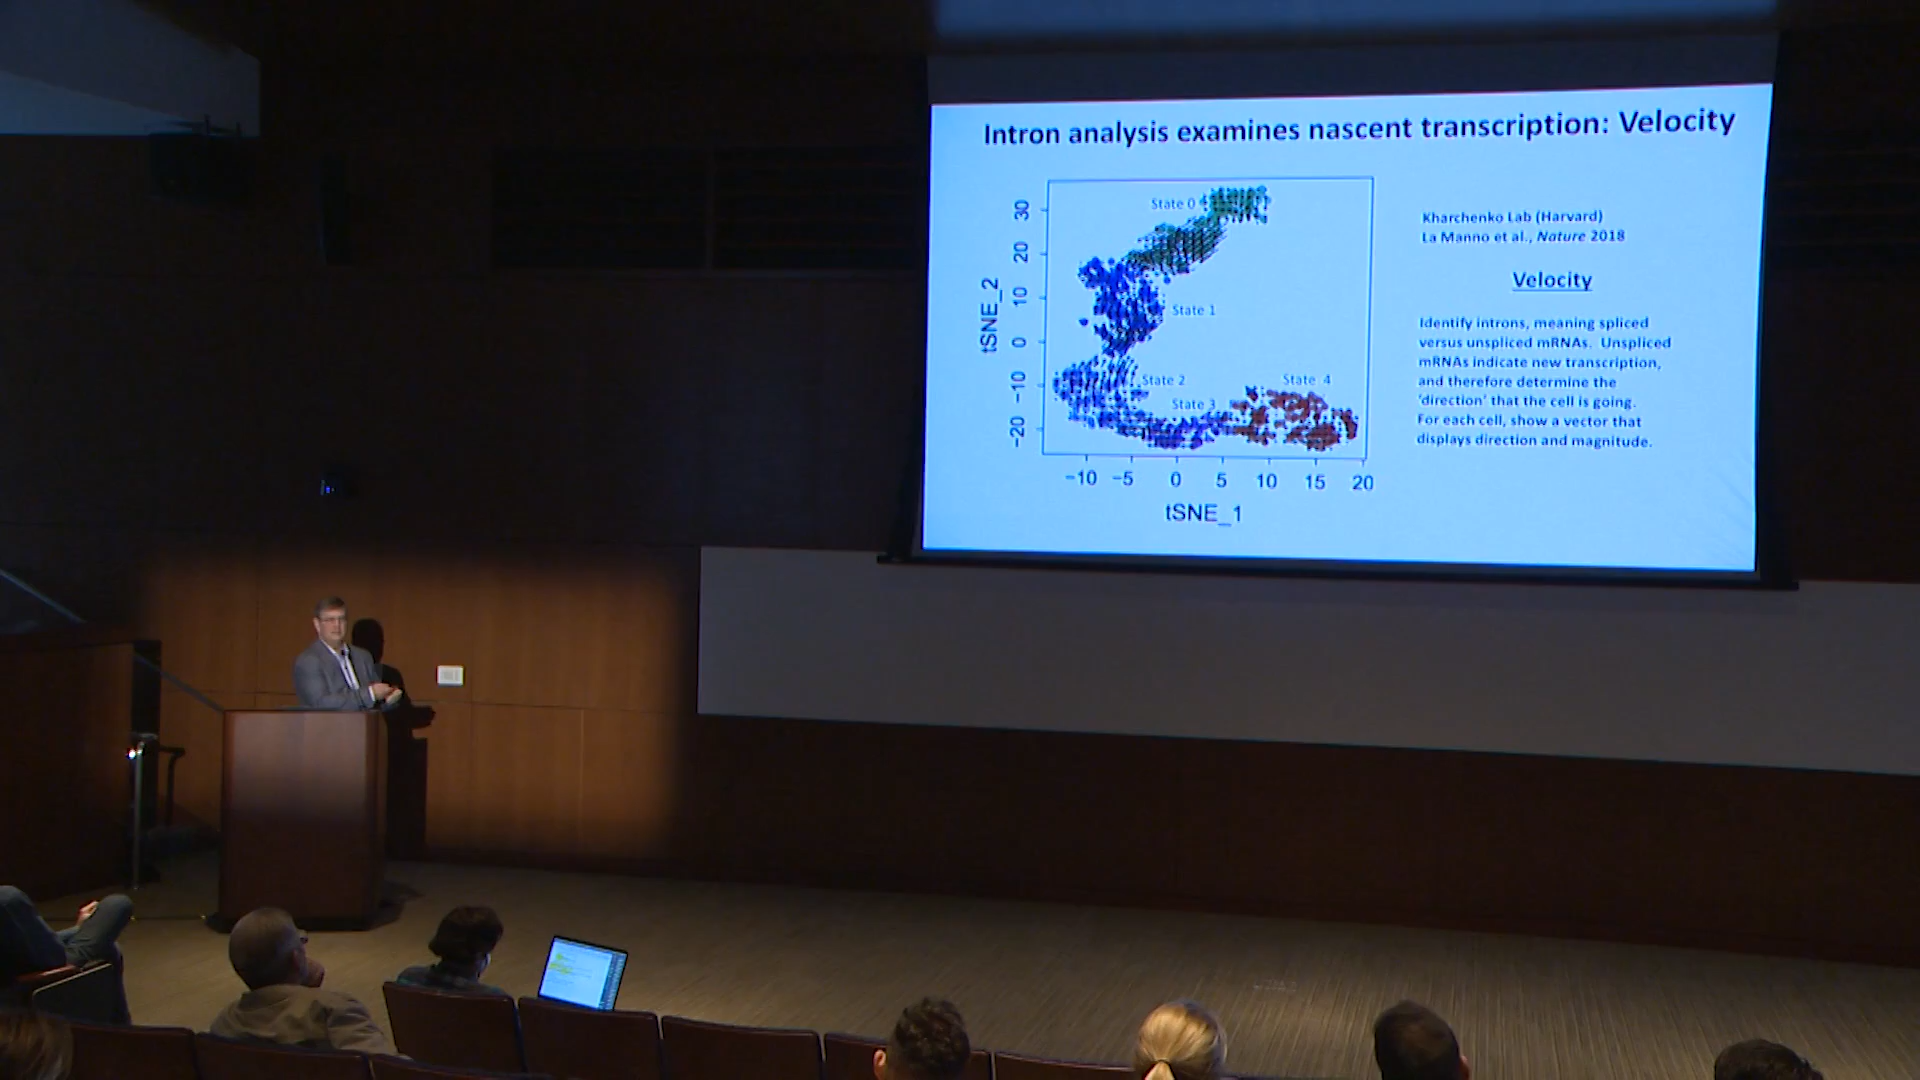 Intron analysis examines nascent transcription: Velocity
State 0
State 1
State 2
State 3
State 4
30
20
10
0
−10
−20
tSNE_2
−10 −5 0 5 10 15 20
tSNE_1
Kharchenko Lab (Harvard)
La Manno et al., Nature 2018
Velocity
Identify introns, meaning spliced
versus unspliced mRNAs. Unspliced
mRNAs indicate new transcription,
and therefore determine the
'direction' that the cell is going.
For each cell, show a vector that
displays direction and magnitude.